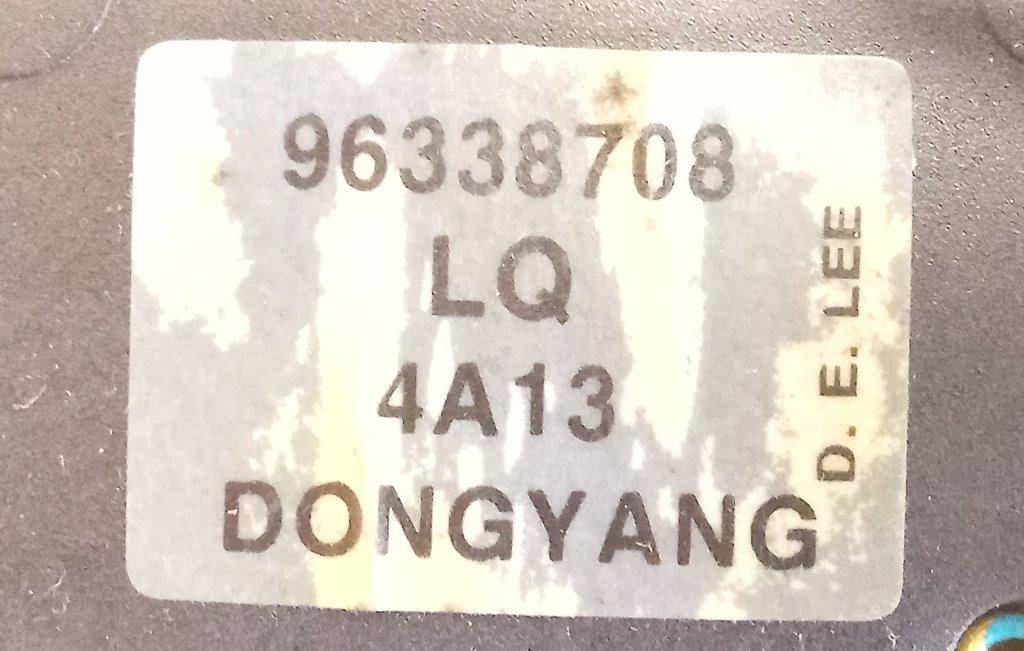 96338708
LQ
4A13
DONGYANG
D. E. LEE